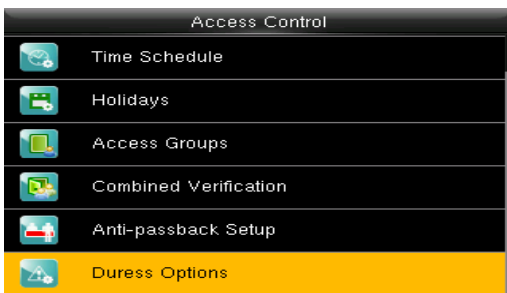 Access Control
Time Schedule
Holidays
Access Groups
Combined Verification
Anti-passback Setup
Duress Options